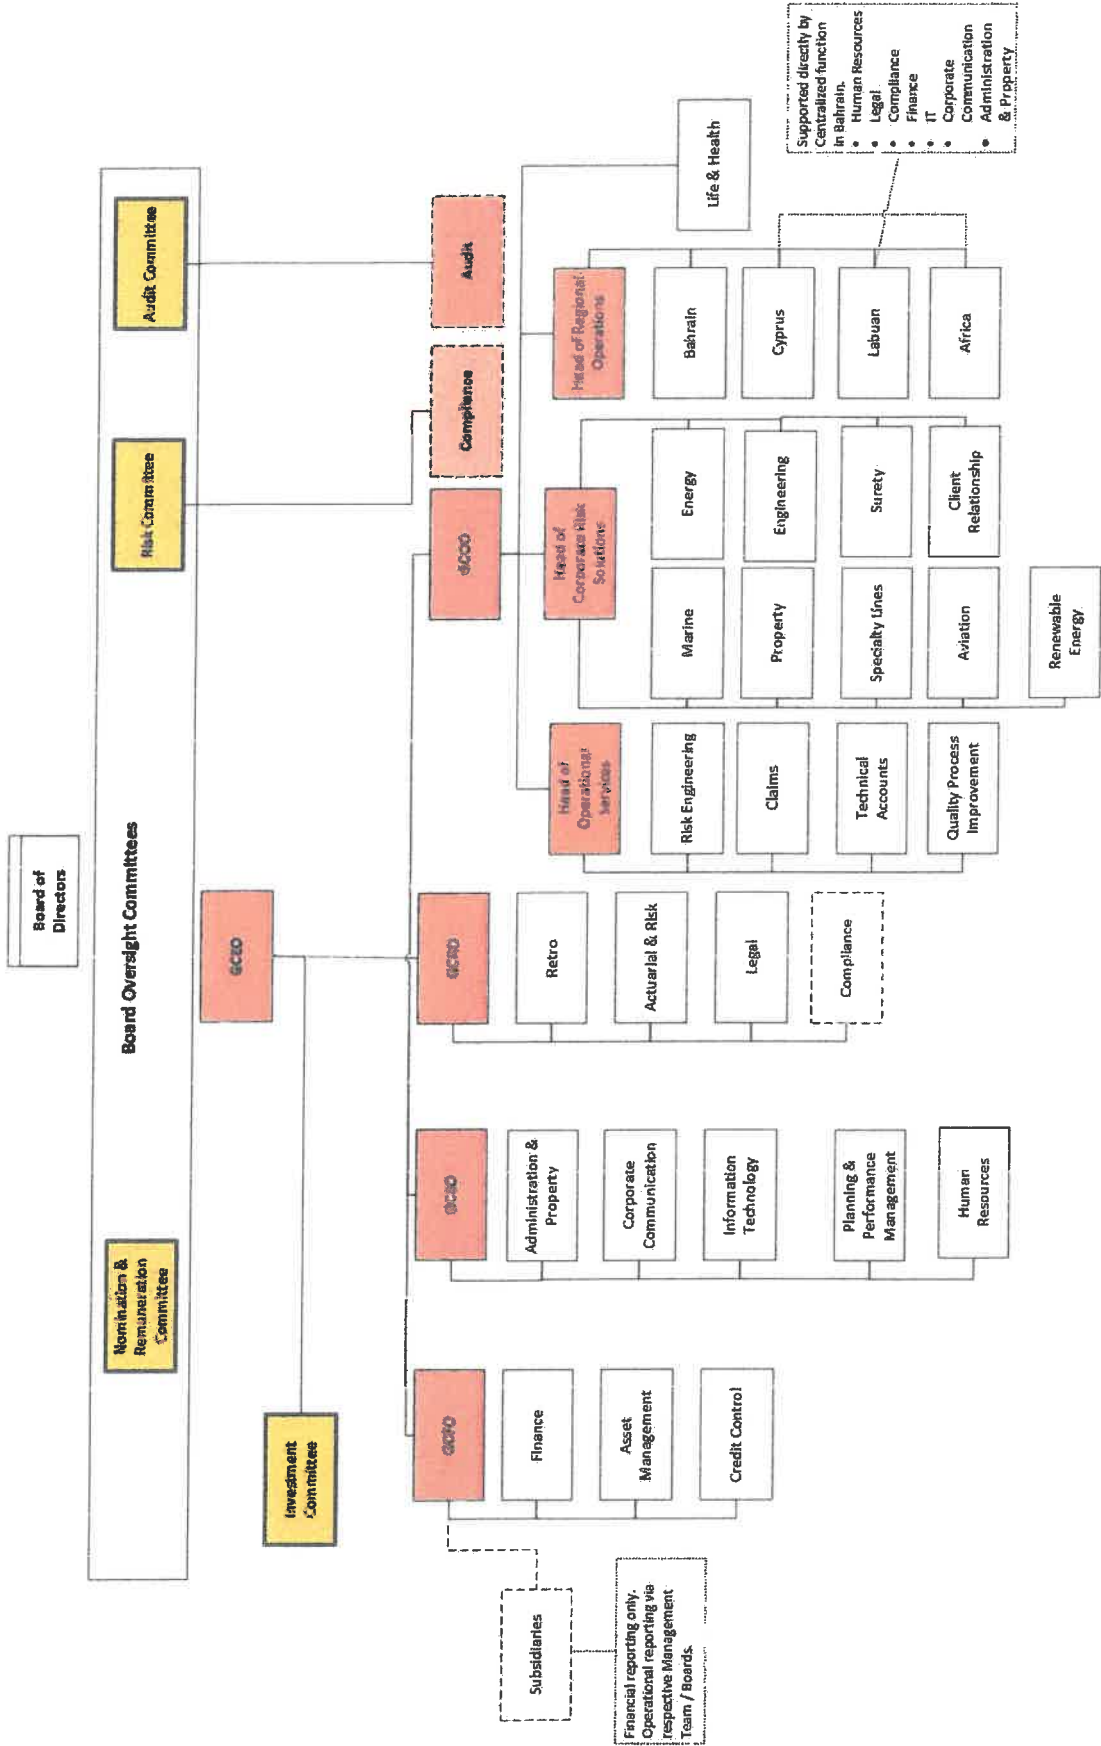 Board of
Directors
Board Oversight Committees
Nomination &
Remuneration
Committee
Risk Committee
Audit Committee
Investment
Committee
GCEO
GCFO
GCRO
GCOO
Compliance
Audit
Subsidiaries
Financial reporting only.
Operational reporting via
respective Management
Team / Boards.
Finance
Asset
Management
Credit Control
Administration &
Property
Corporate
Communication
Information
Technology
Planning &
Performance
Management
Human
Resources
Retro
Actuarial & Risk
Legal
Compliance
Head of
Operational
Services
Risk Engineering
Claims
Technical
Accounts
Quality Process
Improvement
Head of
Corporate Risk
Solutions
Marine
Property
Specialty Lines
Aviation
Renewable
Energy
Energy
Engineering
Surety
Client
Relationship
Head of Regional
Operations
Bahrain
Cyprus
Labuan
Africa
Life & Health
Supported directly by
Centralized function
in Bahrain.
• Human Resources
• Legal
• Compliance
• Finance
• IT
• Corporate
Communication
• Administration
& Property